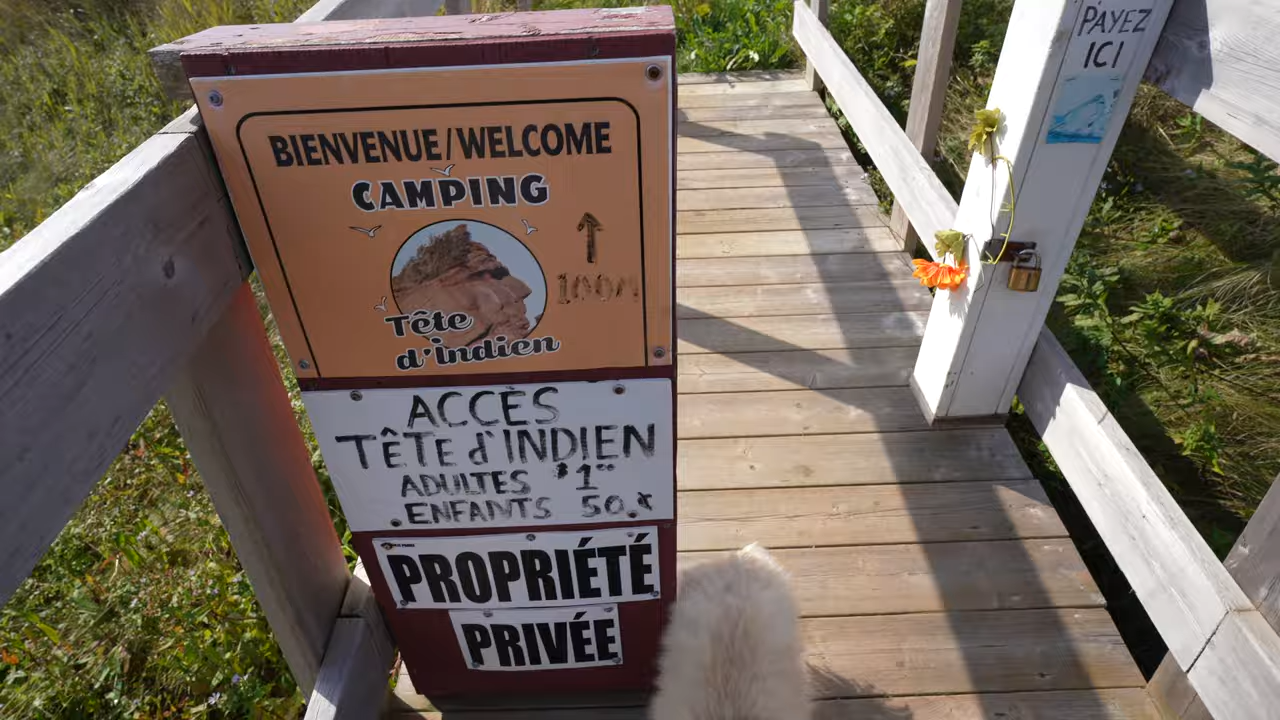 BIENVENUE/WELCOME
CAMPING
100m
Tête
d'indien
ACCÈS
TÊTE d'INDIEN
ADULTES $1°°
ENFANTS 50¢
PROPRIÉTÉ
PRIVÉE
PAYEZ
ICI